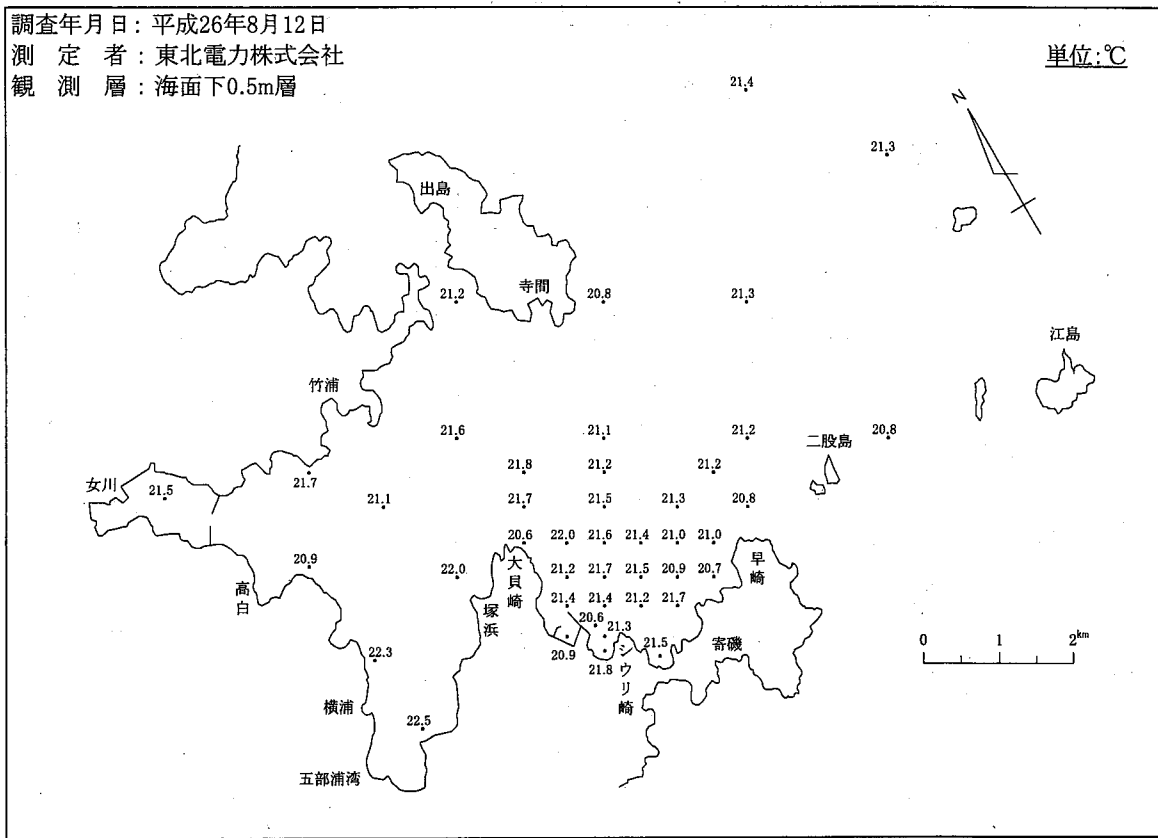 調査年月日：平成26年8月12日
測　定　者：東北電力株式会社
観　測　層：海面下0.5m層
単位:℃
21.4
N
21.3
出島
寺間
21.2
20.8
21.3
江島
竹浦
21.6
21.1
21.2
二股島
20.8
21.8
21.2
21.2
女川
21.5
21.7
21.1
21.7
21.5
21.3
20.8
20.6
22.0
21.6
21.4
21.0
21.0
大貝崎
早崎
20.9
22.0
21.2
21.7
21.5
20.9
20.7
高白
塚浜
21.4
21.4
21.2
21.7
20.6
21.3
20.9
21.8
シウリ崎
21.5
寄磯
0
1
2km
22.3
横浦
22.5
五部浦湾